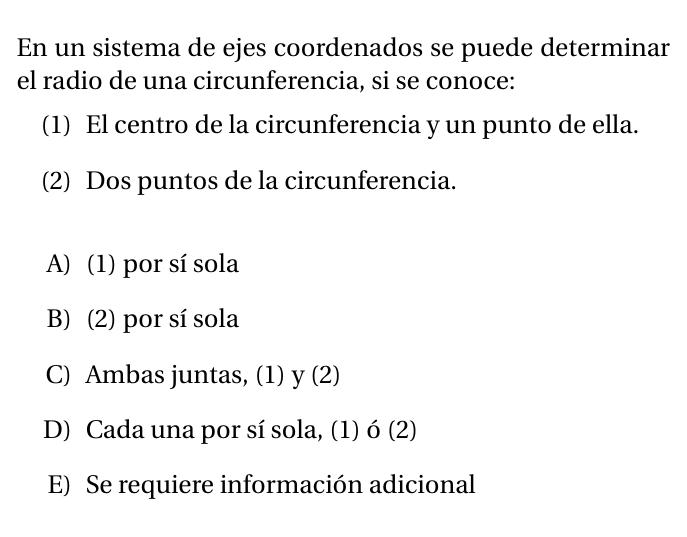 En un sistema de ejes coordenados se puede determinar
el radio de una circunferencia, si se conoce:
(1) El centro de la circunferencia y un punto de ella.
(2) Dos puntos de la circunferencia.
A) (1) por sí sola
B) (2) por sí sola
C) Ambas juntas, (1) y (2)
D) Cada una por sí sola, (1) ó (2)
E) Se requiere información adicional